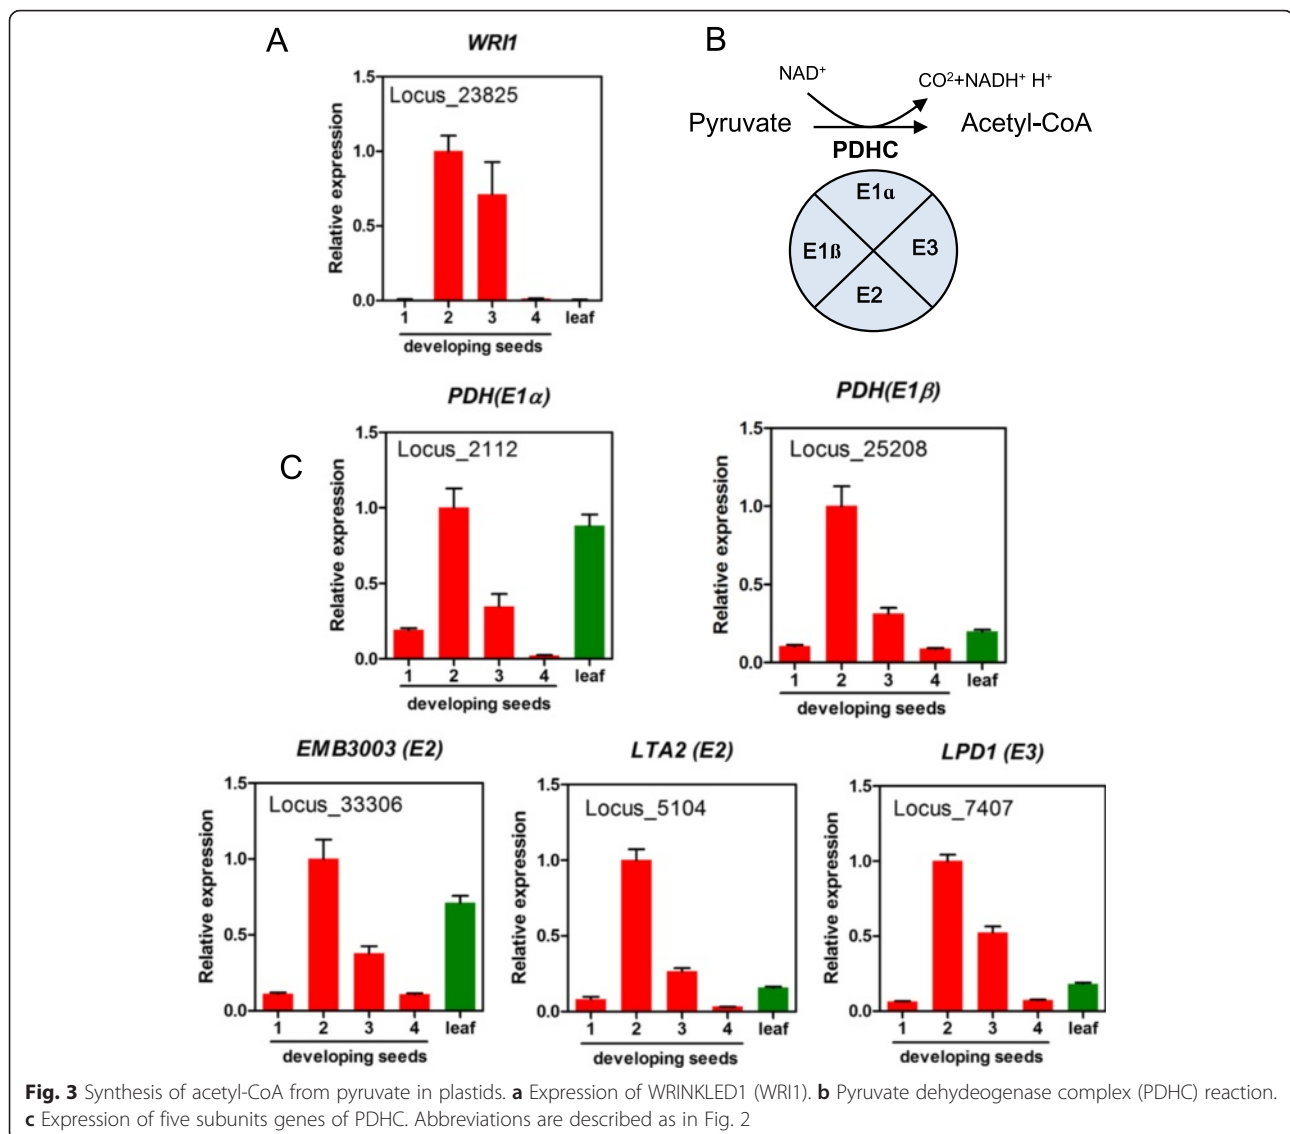 A
WRI1
Locus_23825
Relative expression
1.5
1.0
0.5
0.0
1 2 3 4 leaf
developing seeds
B
NAD+
CO2+NADH+ H+
Pyruvate
Acetyl-CoA
PDHC
E1α
E1ß
E3
E2
C
PDH(E1α)
Locus_2112
Relative expression
1.5
1.0
0.5
0.0
1 2 3 4 leaf
developing seeds
PDH(E1β)
Locus_25208
Relative expression
1.5
1.0
0.5
0.0
1 2 3 4 leaf
developing seeds
EMB3003 (E2)
Locus_33306
Relative expression
1.5
1.0
0.5
0.0
1 2 3 4 leaf
developing seeds
LTA2 (E2)
Locus_5104
Relative expression
1.5
1.0
0.5
0.0
1 2 3 4 leaf
developing seeds
LPD1 (E3)
Locus_7407
Relative expression
1.5
1.0
0.5
0.0
1 2 3 4 leaf
developing seeds
Fig. 3 Synthesis of acetyl-CoA from pyruvate in plastids. a Expression of WRINKLED1 (WRI1). b Pyruvate dehydeogenase complex (PDHC) reaction.
c Expression of five subunits genes of PDHC. Abbreviations are described as in Fig. 2